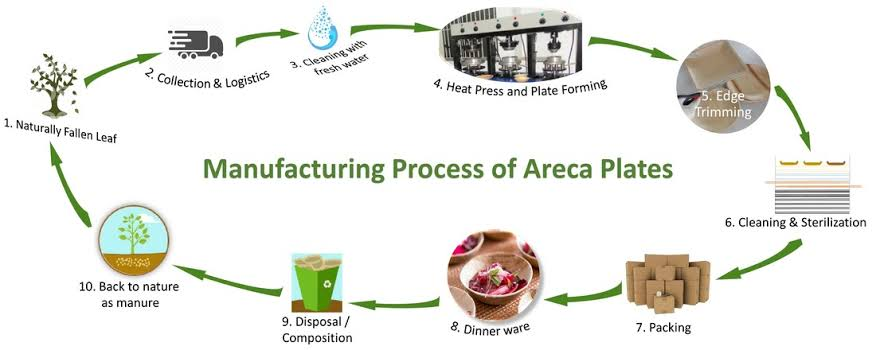 Manufacturing Process of Areca Plates
1. Naturally Fallen Leaf
2. Collection & Logistics
3. Cleaning with
fresh water
4. Heat Press and Plate Forming
5. Edge
Trimming
6. Cleaning & Sterilization
7. Packing
8. Dinner ware
9. Disposal /
Composition
10. Back to nature
as manure